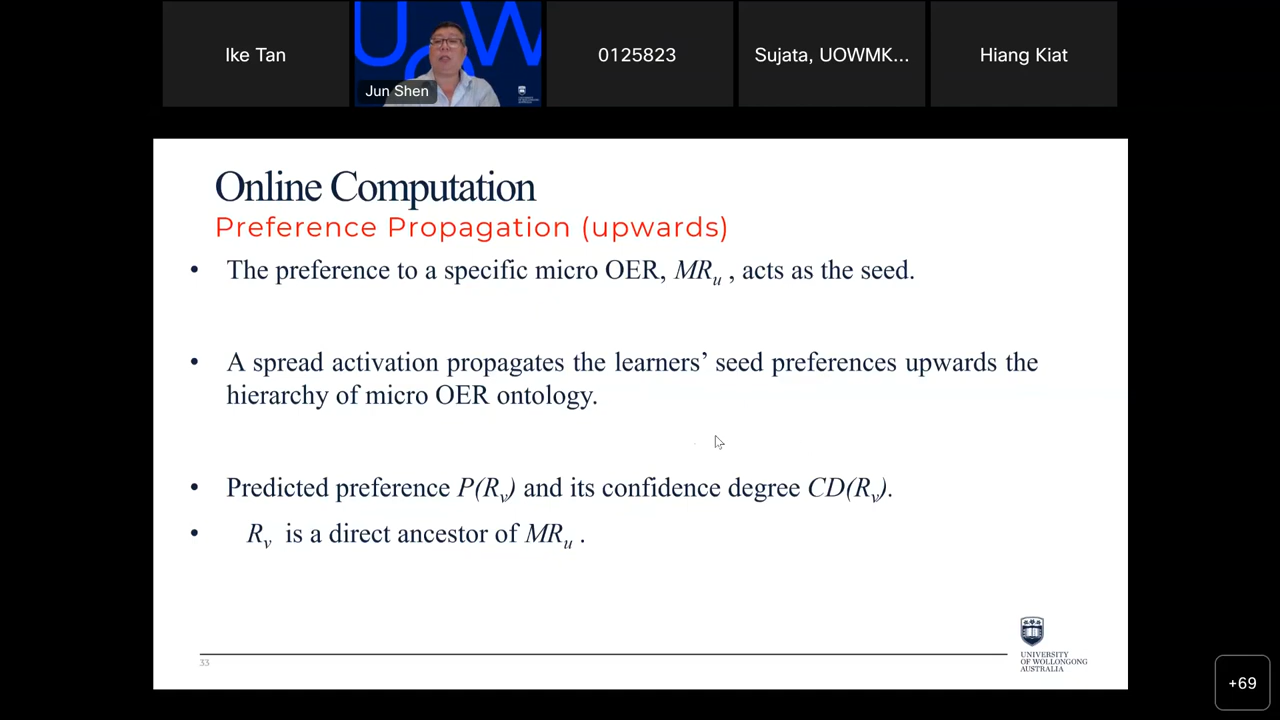 Ike Tan
UOW
Jun Shen
0125823
Sujata, UOWMK...
Hiang Kiat
Online Computation
Preference Propagation (upwards)
• The preference to a specific micro OER, MRu , acts as the seed.
• A spread activation propagates the learners’ seed preferences upwards the
hierarchy of micro OER ontology.
• Predicted preference P(Rv) and its confidence degree CD(Rv).
• Rv is a direct ancestor of MRu .
33
UNIVERSITY
OF WOLLONGONG
AUSTRALIA
+69